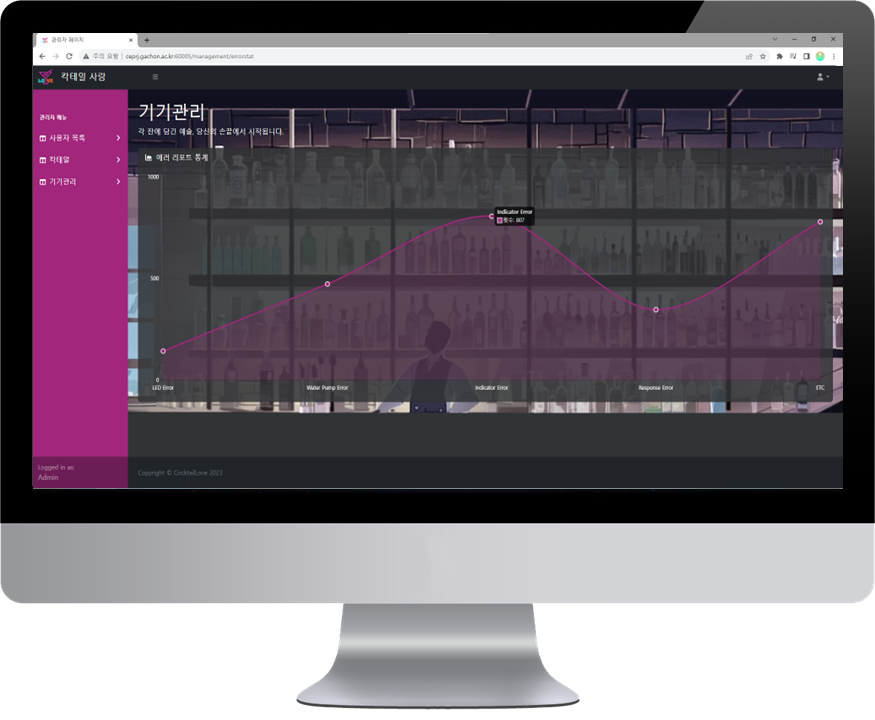 관리자 페이지
주의 요함 | ceprj.gachon.ac.kr:60005/management/errorstat
칵테일 사랑
관리자 메뉴
사용자 목록
칵테일
기기관리
Logged in as:
Admin
기기관리
각 잔에 담긴 예술, 당신의 손끝에서 시작됩니다.
에러 리포트 통계
1000
500
0
Indicator Error
횟수: 807
LED Error
Water Pump Error
Indicator Error
Response Error
ETC
Copyright © CocktailLove 2023